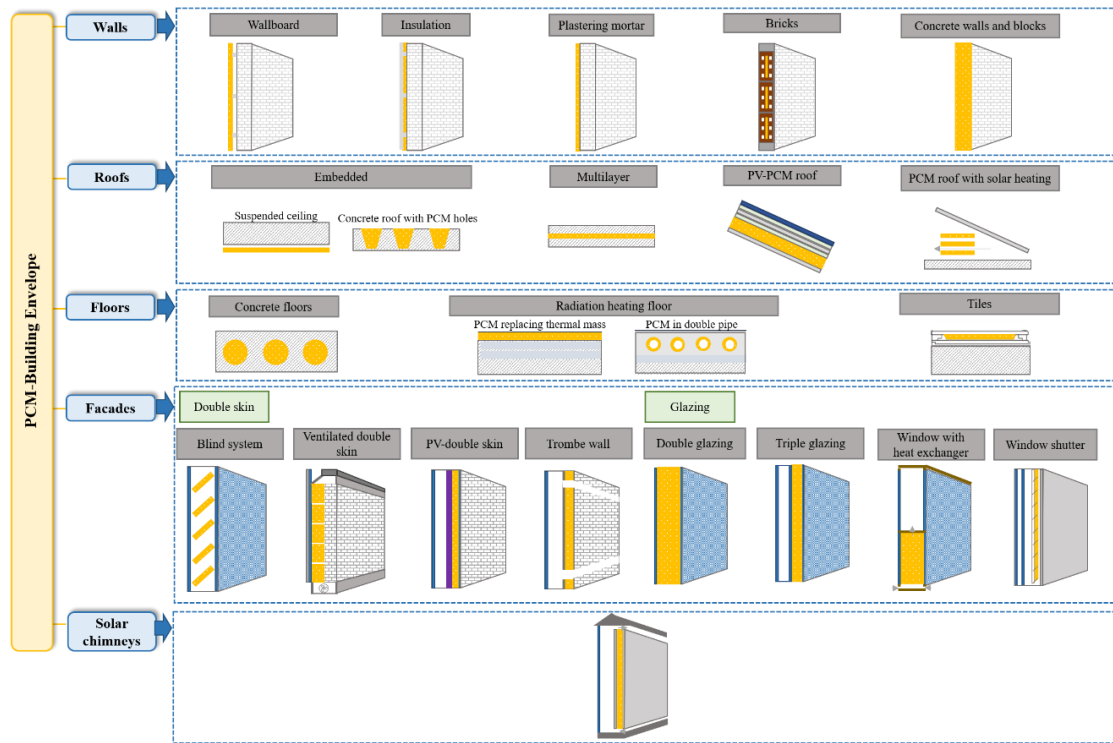 PCM-Building Envelope
Walls
Wallboard
Insulation
Plastering mortar
Bricks
Concrete walls and blocks
Roofs
Embedded
Multilayer
PV-PCM roof
PCM roof with solar heating
Suspended ceiling
Concrete roof with PCM holes
Floors
Concrete floors
Radiation heating floor
Tiles
PCM replacing thermal mass
PCM in double pipe
Facades
Double skin
Glazing
Blind system
Ventilated double
skin
PV-double skin
Trombe wall
Double glazing
Triple glazing
Window with
heat exchanger
Window shutter
Solar
chimneys